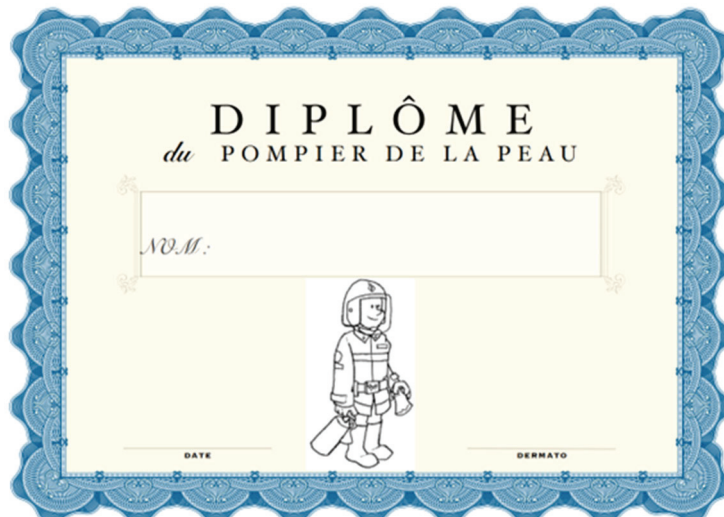 DIPLÔME
du POMPIER DE LA PEAU
NOM :
DATE
DERMATO